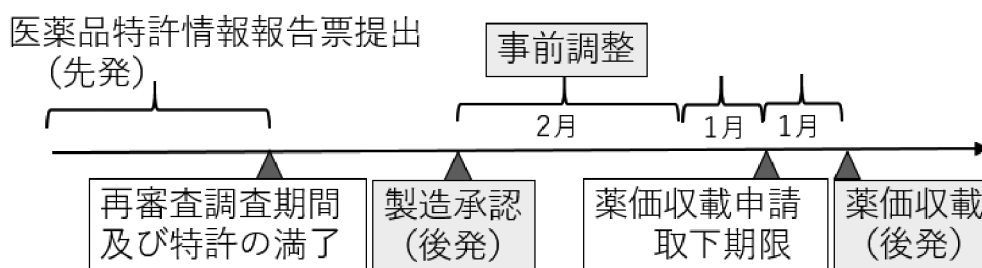 医薬品特許情報報告票提出
（先発）
事前調整
2月
1月
1月
再審査調査期間
及び特許の満了
製造承認
（後発）
薬価収載申請
取下期限
薬価収載
（後発）